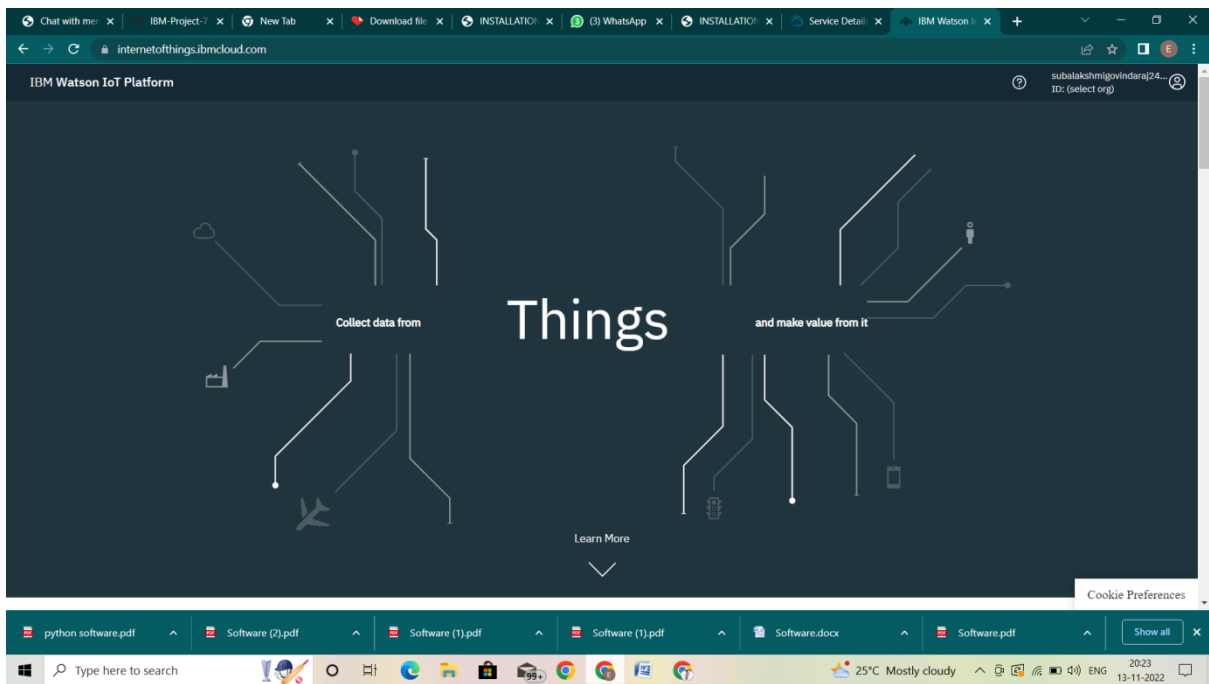 Chat with men
IBM-Project-7
New Tab
Download file
INSTALLATION
(3) WhatsApp
INSTALLATION
Service Detail
IBM Watson I
internetofthings.ibmcloud.com
E
IBM Watson IoT Platform
subalakshmigovindaraj24...
ID: (select org)
Collect data from
Things
and make value from it
Learn More
Cookie Preferences
python software.pdf
Software (2).pdf
Software (1).pdf
Software (1).pdf
Software.docx
Software.pdf
Show all
Type here to search
99+
25°C Mostly cloudy
ENG
20:23
13-11-2022